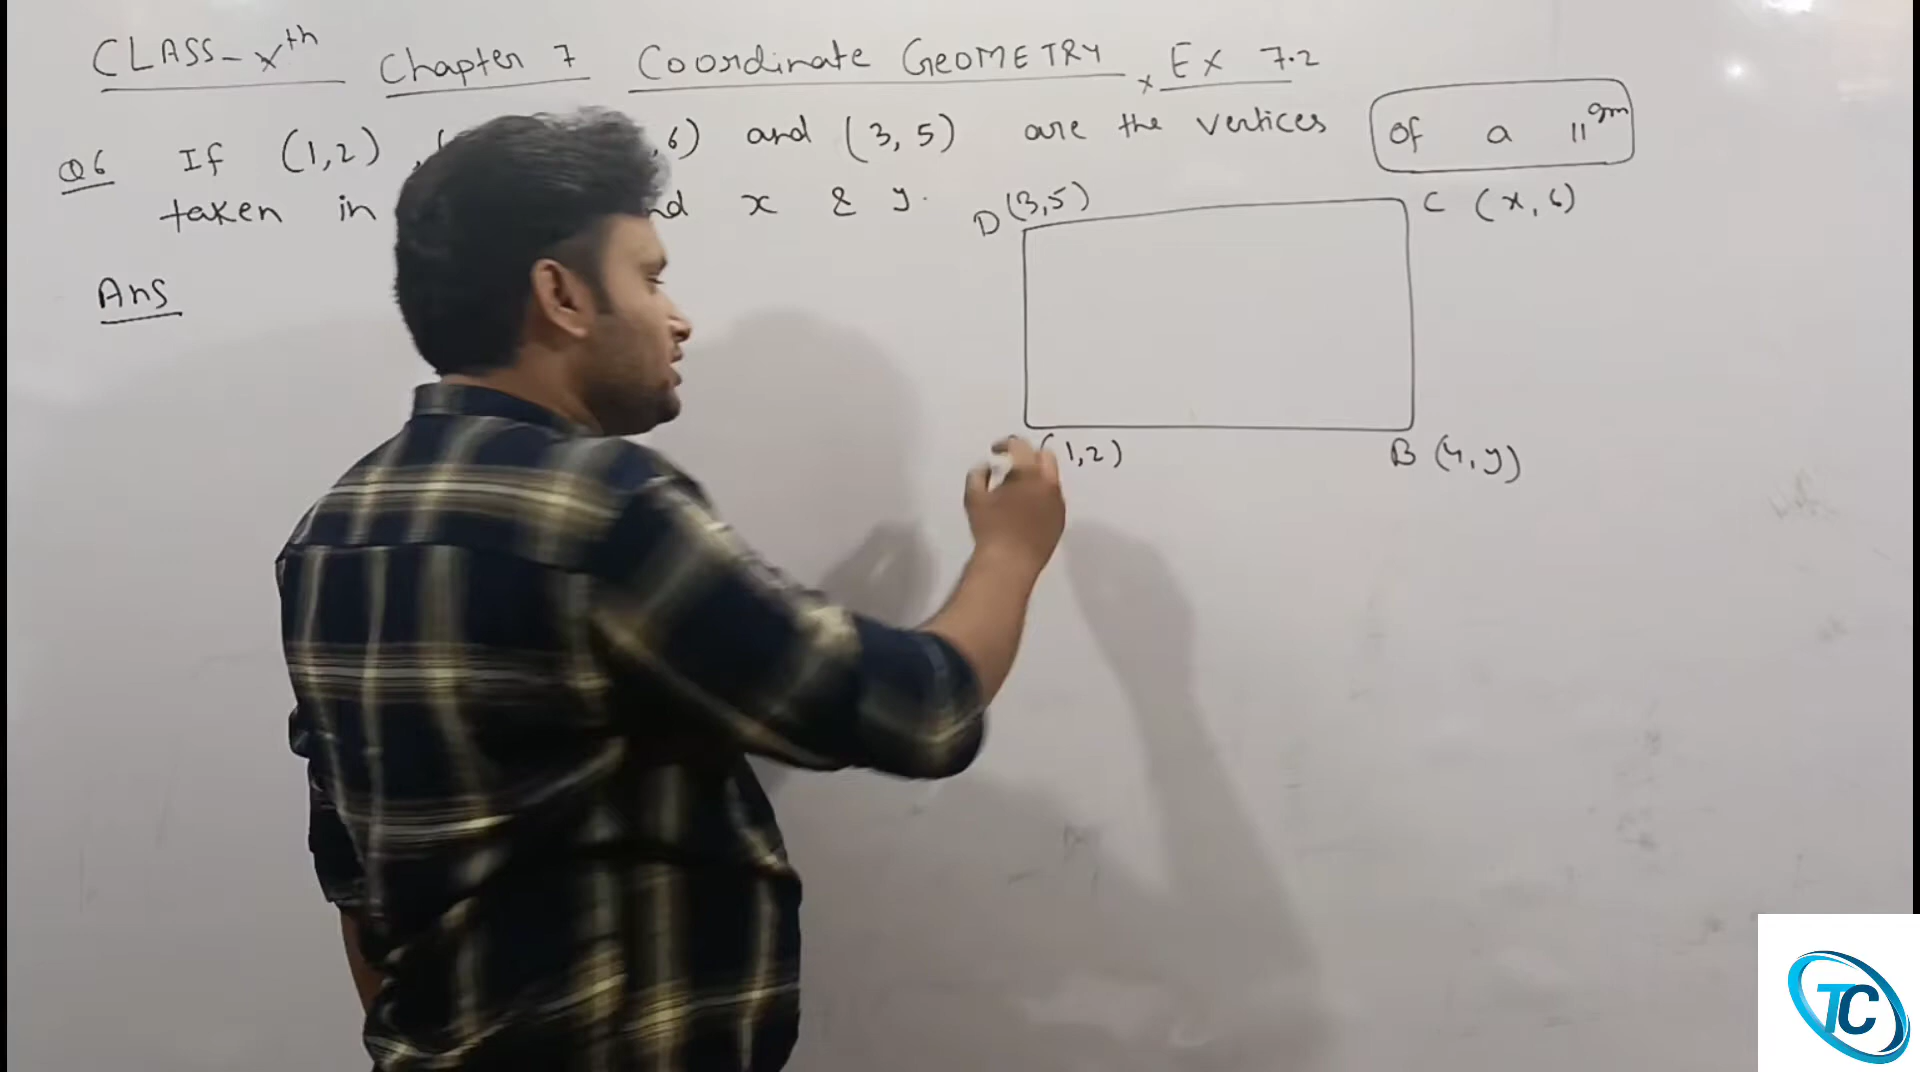 CLASS-Xth Chapter 7 Coordinate GEOMETRY Ex 7.2
Q6 If (1,2), ( ,6) and (3,5) are the vertices of a ||gm
taken in x & y.
D (3,5) C (x,6)
Ans
(1,2) B (4,y)
TC